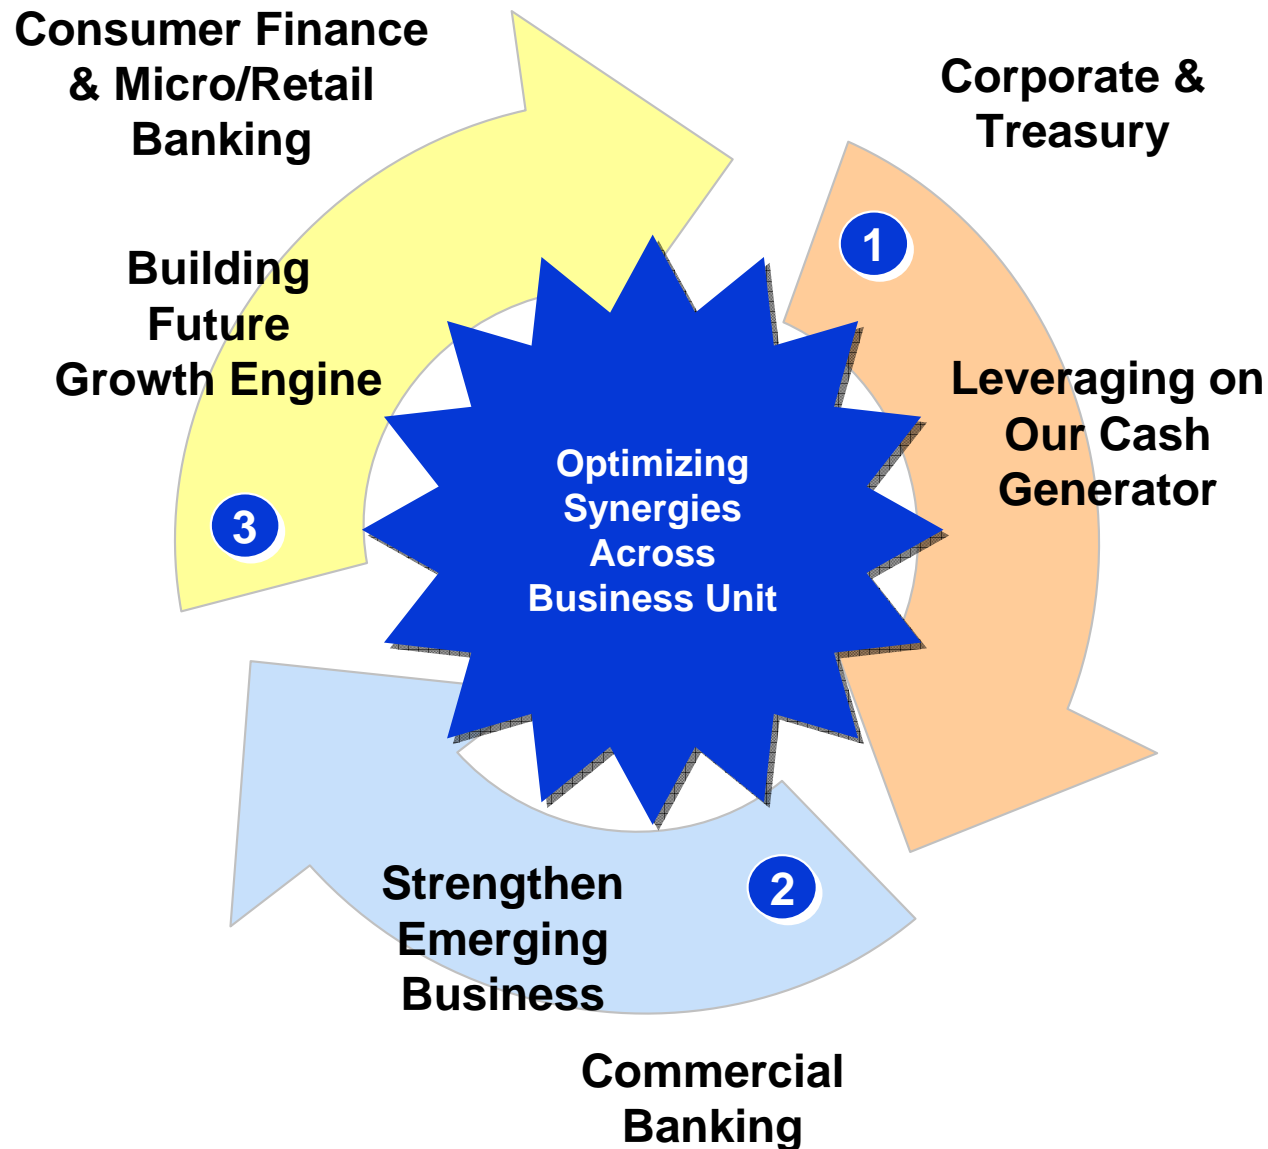 Consumer Finance
& Micro/Retail
Banking
Corporate &
Treasury
1
Building
Future
Growth Engine
Leveraging on
Our Cash
Generator
Optimizing
Synergies
Across
Business Unit
3
Strengthen
Emerging
Business
2
Commercial
Banking